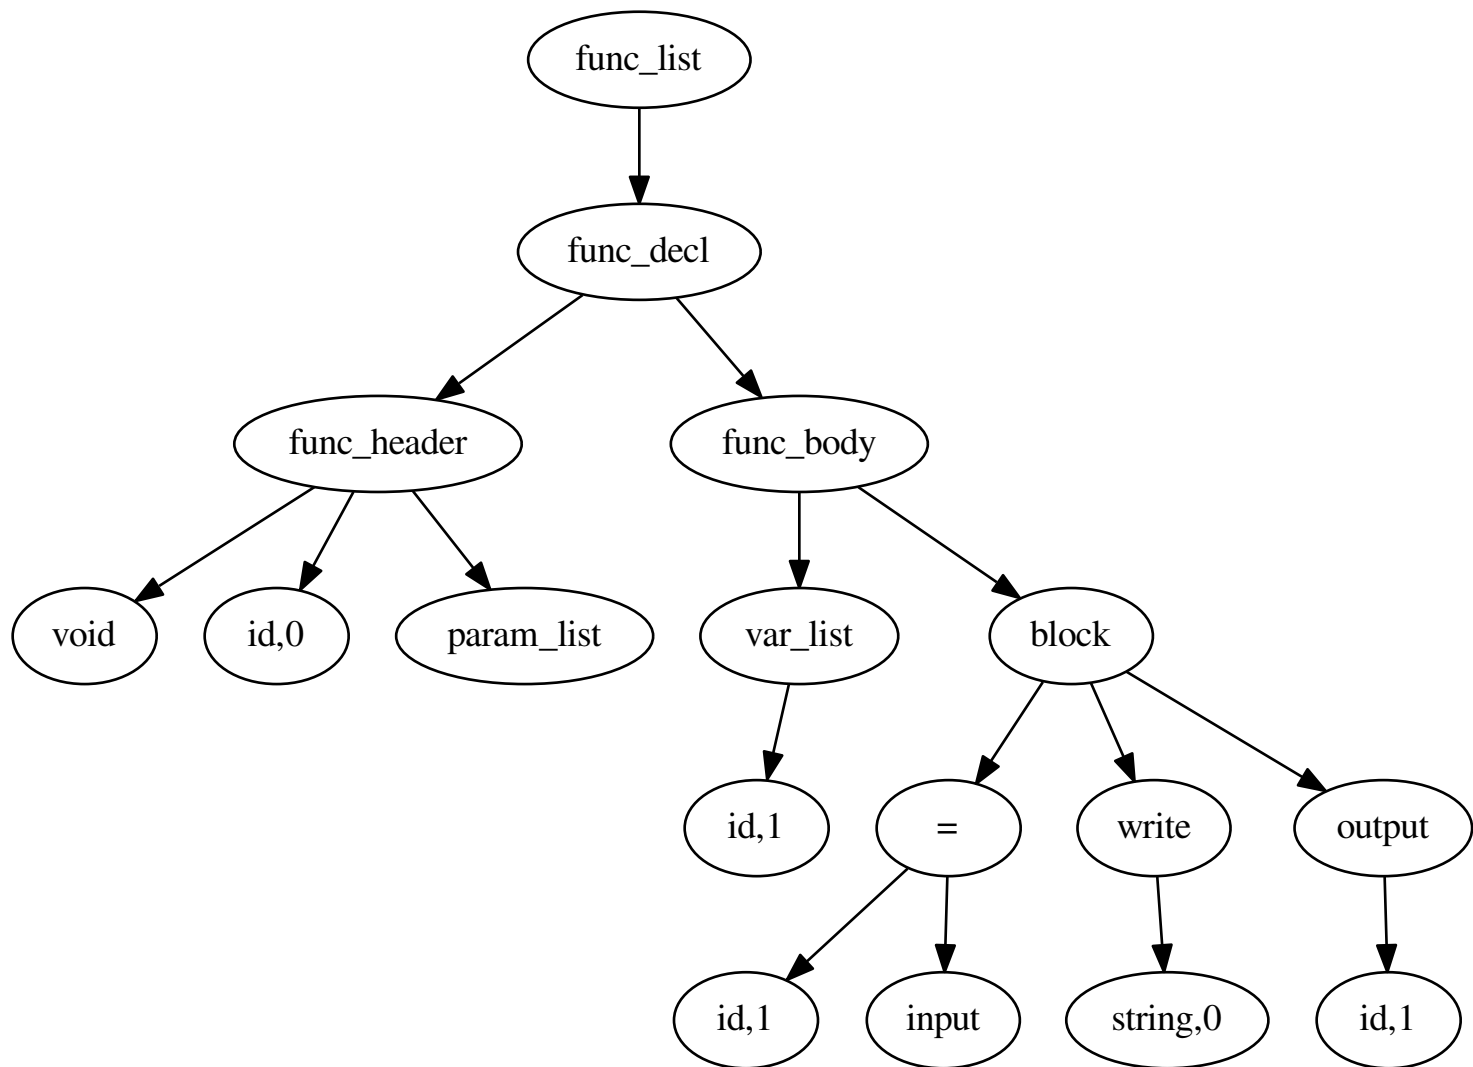 func_list
func_decl
func_header
func_body
void
id,0
param_list
var_list
block
id,1
=
write
output
id,1
input
string,0
id,1